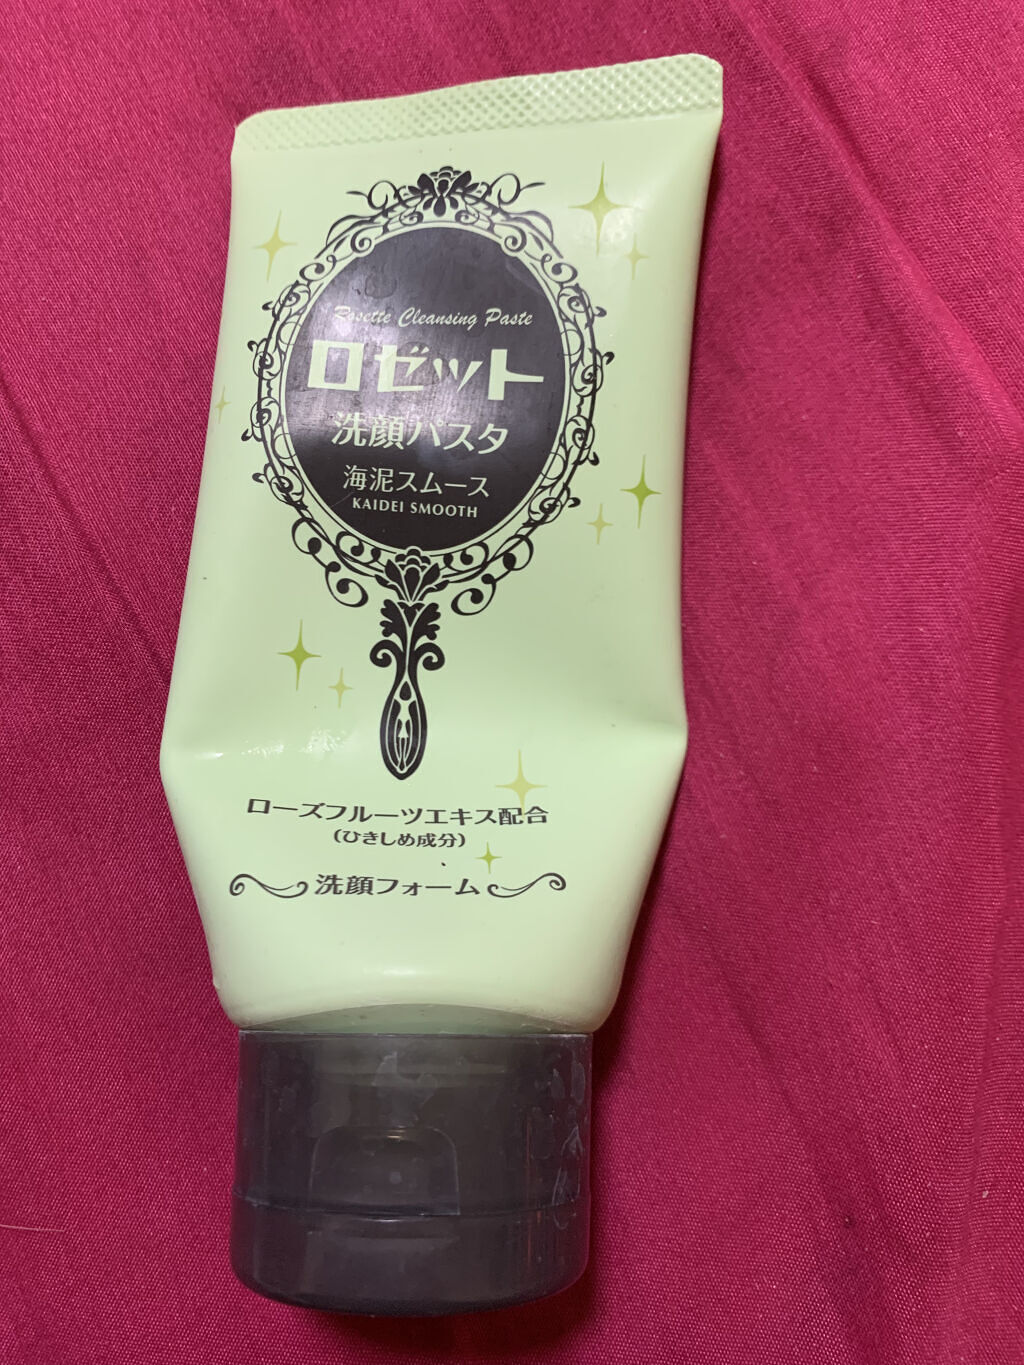 Rosette Cleansing Paste
ロゼット
洗顔パスタ
海泥スムース
KAIDEI SMOOTH
ローズフルーツエキス配合
(ひきしめ成分)
洗顔フォーム